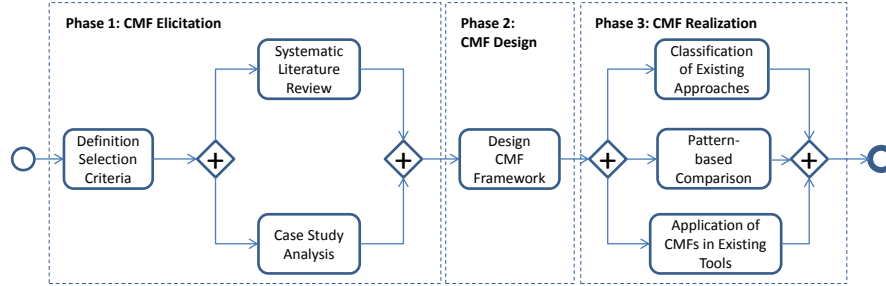 Phase 1: CMF Elicitation
Definition
Selection
Criteria
Systematic
Literature
Review
Case Study
Analysis
Phase 2:
CMF Design
Design
CMF
Framework
Phase 3: CMF Realization
Classification
of Existing
Approaches
Pattern-
based
Comparison
Application of
CMFs in Existing
Tools